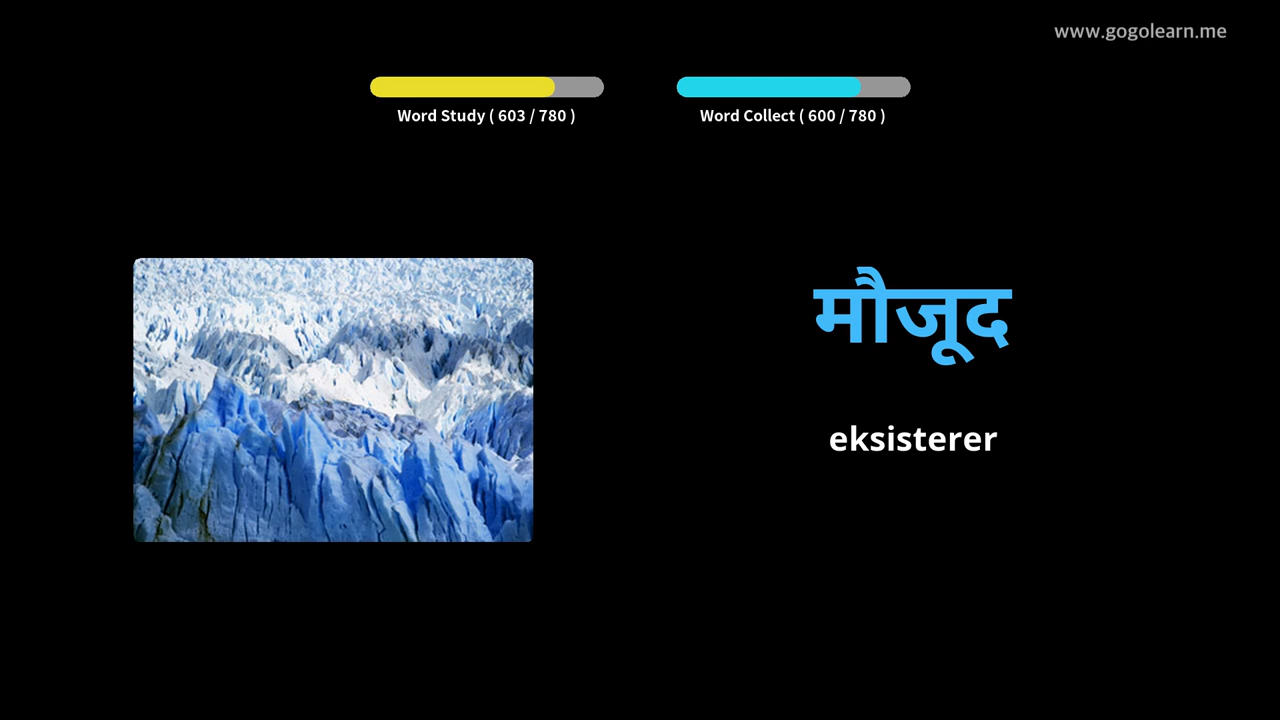 www.gogolearn.me
Word Study ( 603 / 780 )
Word Collect ( 600 / 780 )
मौजूद
eksisterer